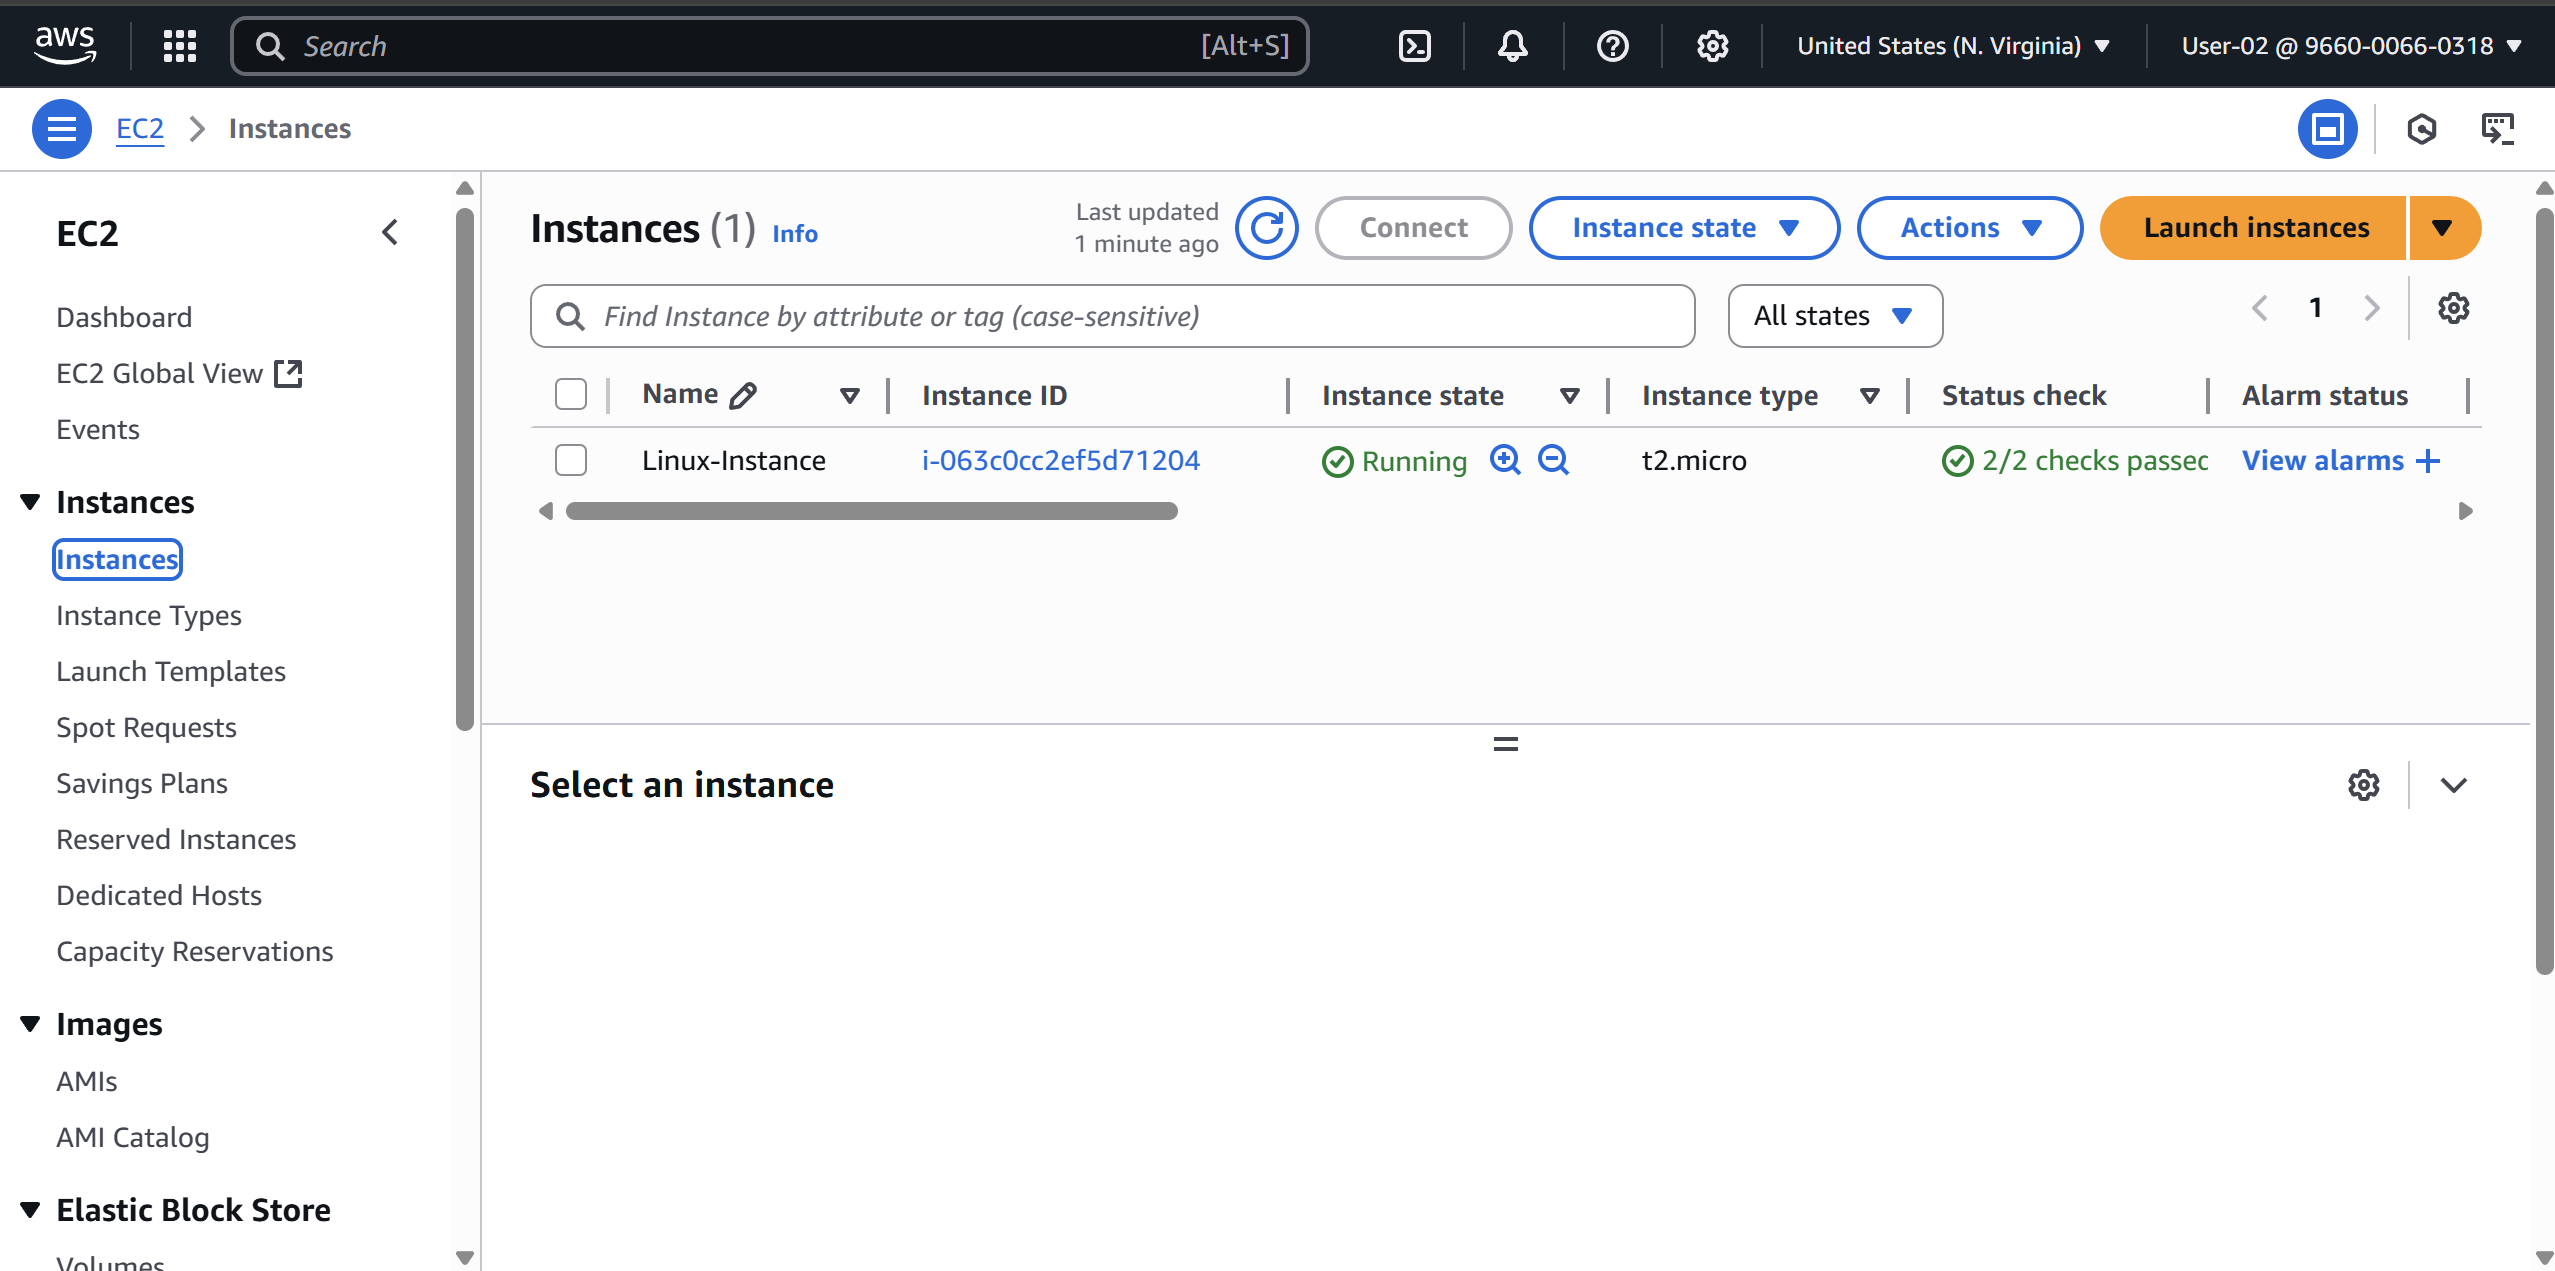 aws
Search [Alt+S]
United States (N. Virginia)
User-02 @ 9660-0066-0318
EC2
Instances
EC2
Dashboard
EC2 Global View
Events
Instances
Instances
Instance Types
Launch Templates
Spot Requests
Savings Plans
Reserved Instances
Dedicated Hosts
Capacity Reservations
Images
AMIs
AMI Catalog
Elastic Block Store
Volumes
Instances (1) Info
Last updated
1 minute ago
Connect
Instance state
Actions
Launch instances
Find Instance by attribute or tag (case-sensitive)
All states
1
Name Instance ID Instance state Instance type Status check Alarm status
Linux-Instance i-063c0cc2ef5d71204 Running t2.micro 2/2 checks passed View alarms +
Select an instance